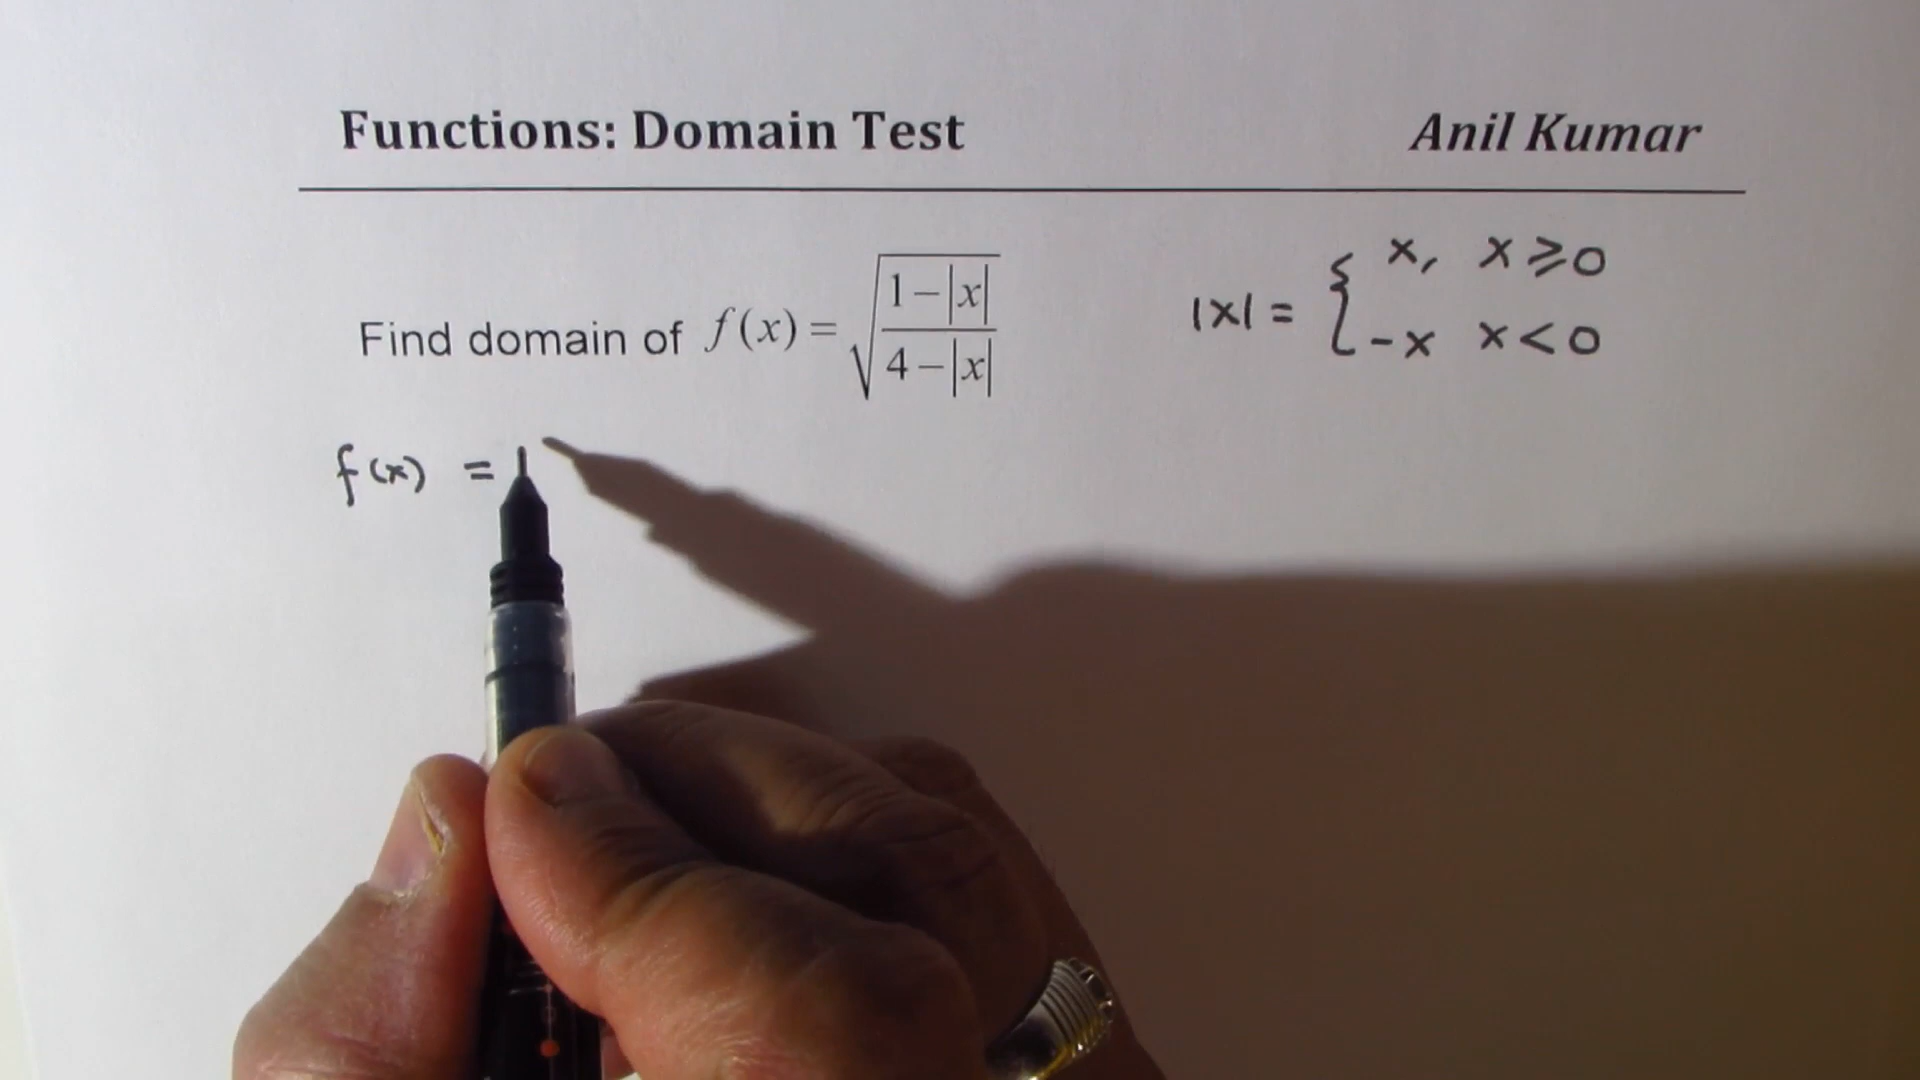 Functions: Domain Test Anil Kumar
Find domain of f(x) = √((1-|x|)/(4-|x|))
|x| = { x, x ≥ 0
-x x < 0
f(x) =